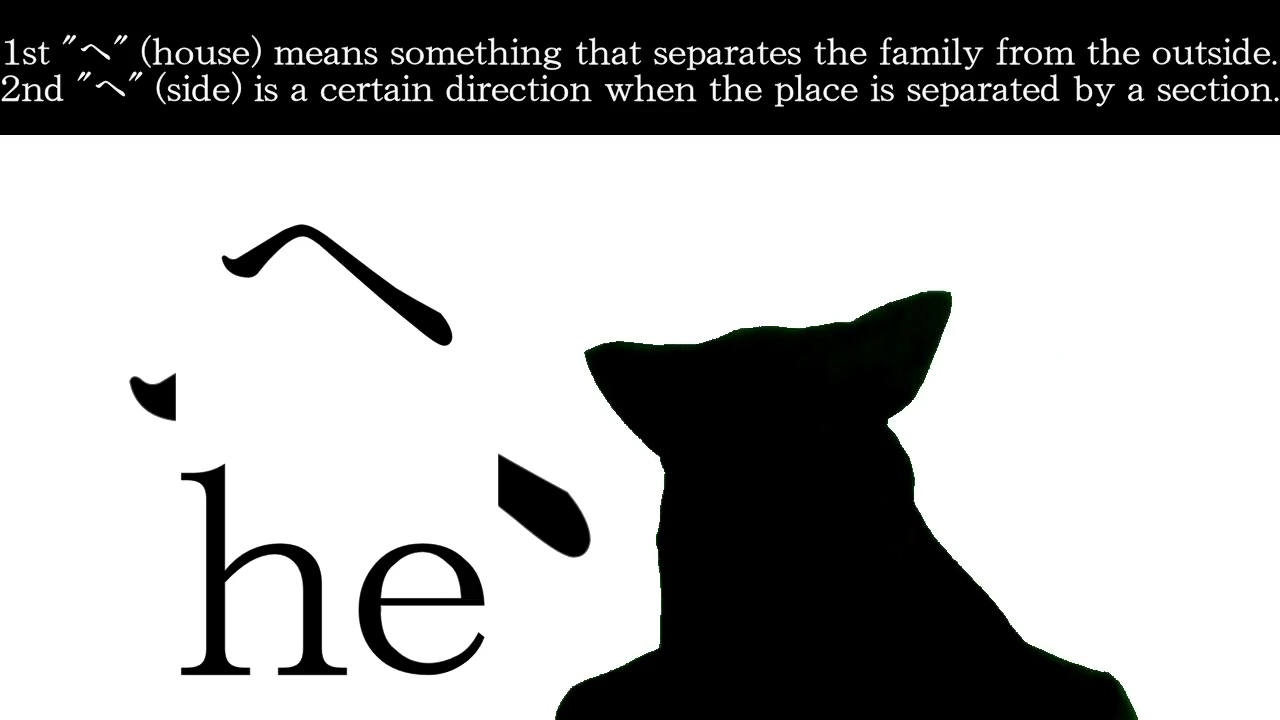 1st "へ" (house) means something that separates the family from the outside.
2nd "へ" (side) is a certain direction when the place is separated by a section.
へ
he